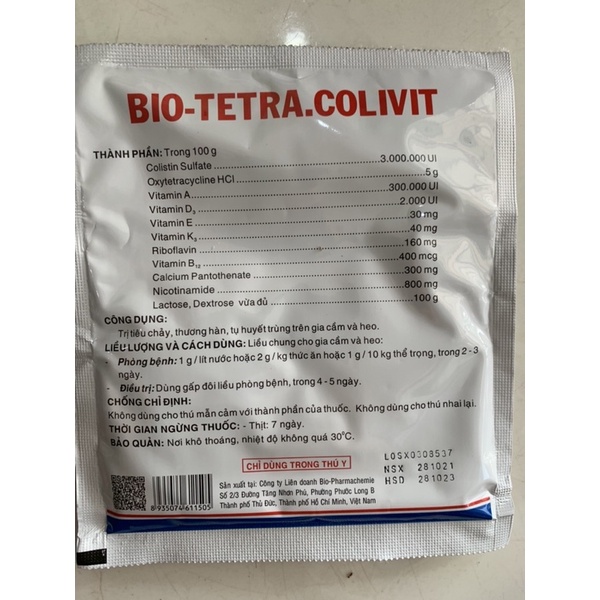 BIO-TETRA.COLIVIT
THÀNH PHẦN: Trong 100 g
Colistin Sulfate ........ 3.000.000 UI
Oxytetracycline HCl ........ 5 g
Vitamin A ........ 300.000 UI
Vitamin D₃ ........ 2.000 UI
Vitamin E ........ 30 mg
Vitamin K₃ ........ 40 mg
Riboflavin ........ 160 mg
Vitamin B₁₂ ........ 400 mcg
Calcium Pantothenate ........ 300 mg
Nicotinamide ........ 800 mg
Lactose, Dextrose vừa đủ ........ 100 g
CÔNG DỤNG:
Trị tiêu chảy, thương hàn, tụ huyết trùng trên gia cầm và heo.
LIỀU LƯỢNG VÀ CÁCH DÙNG: Liều chung cho gia cầm và heo:
- Phòng bệnh: 1 g / lít nước hoặc 2 g / kg thức ăn hoặc 1 g / 10 kg thể trọng, trong 2 - 3
ngày.
- Điều trị: Dùng gấp đôi liều phòng bệnh, trong 4 - 5 ngày.
CHỐNG CHỈ ĐỊNH:
Không dùng cho thú mẫn cảm với thành phần của thuốc. Không dùng cho thú nhai lại.
THỜI GIAN NGỪNG THUỐC: - Thịt: 7 ngày.
BẢO QUẢN: Nơi khô thoáng, nhiệt độ không quá 30°C.
CHỈ DÙNG TRONG THÚ Y
LOSX0308537
NSX 281021
HSD 281023
Sản xuất tại: Công ty Liên doanh Bio-Pharmachemie
Số 2/3 Đường Tăng Nhơn Phú, Phường Phước Long B
Thành phố Thủ Đức, Thành phố Hồ Chí Minh, Việt Nam
8 935074 611505